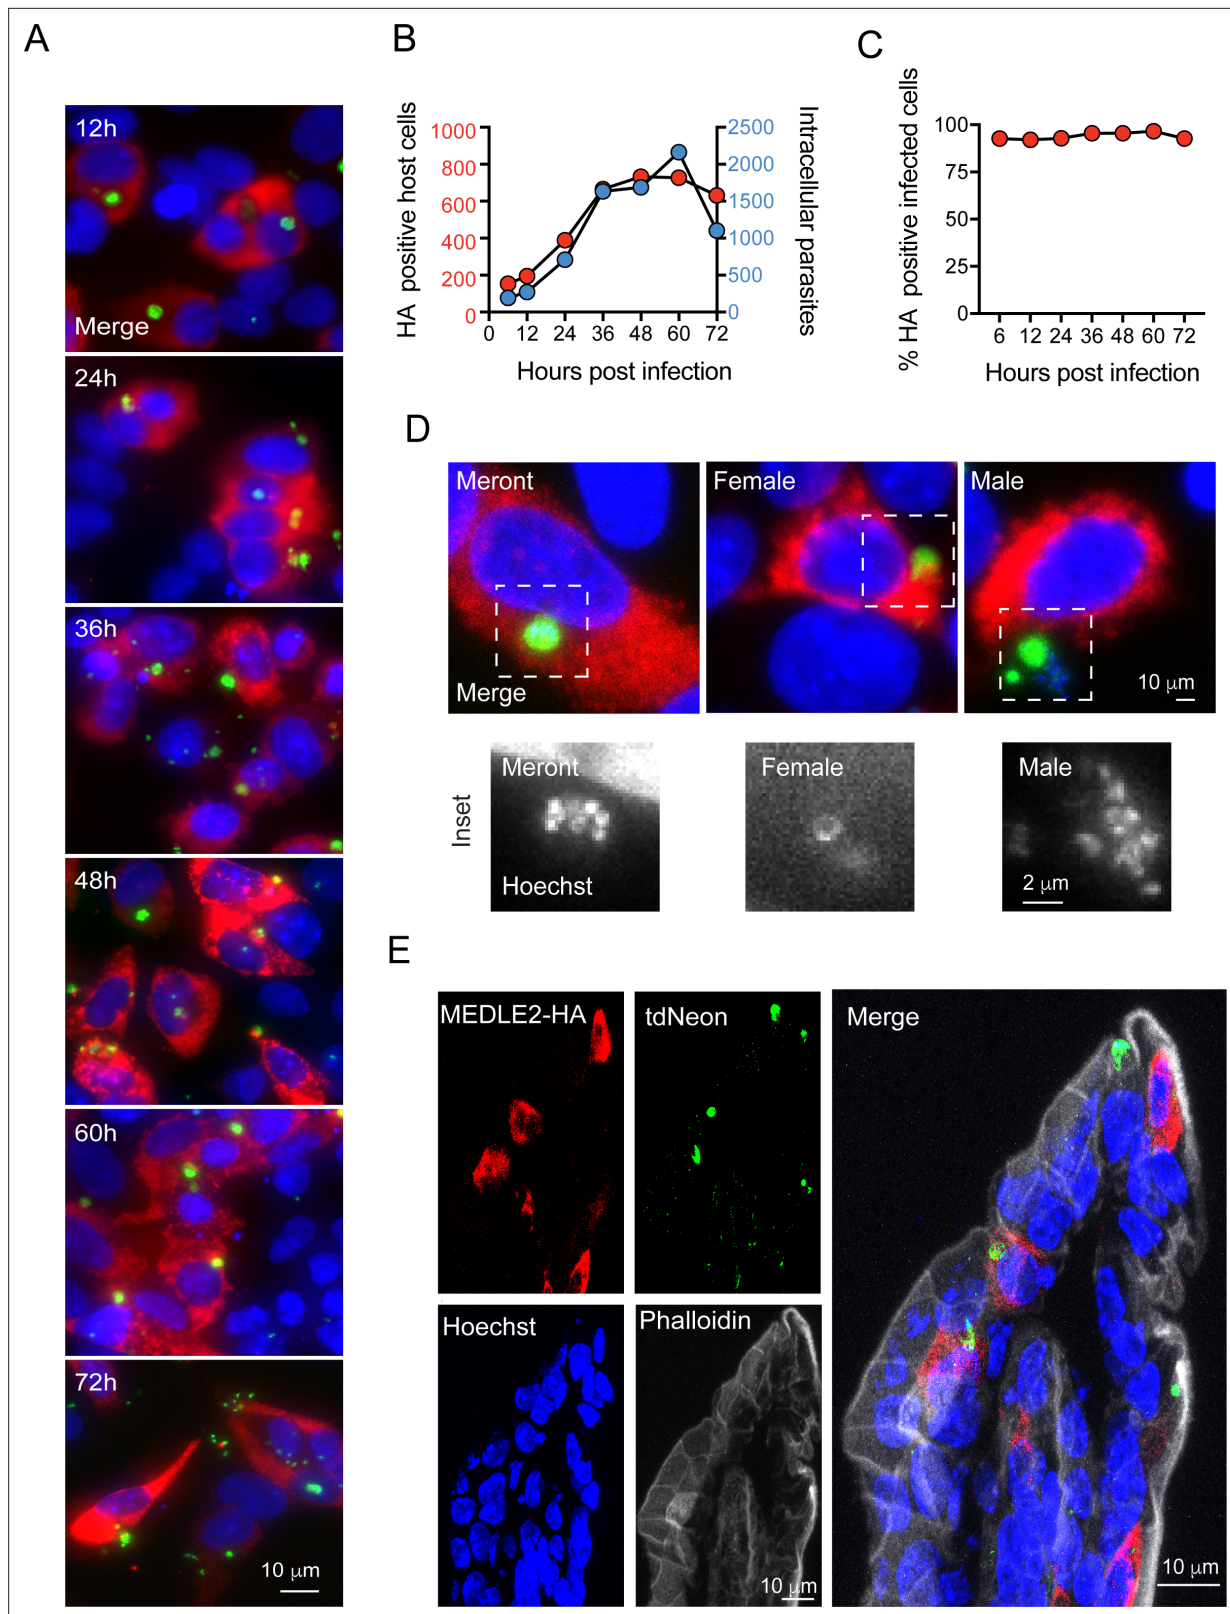 A
12h
Merge
24h
36h
48h
60h
72h
10 μm
B
HA positive host cells
1000
800
600
400
200
0
2500
2000
1500
1000
500
0
Intracellular parasites
0 12 24 36 48 60 72
Hours post infection
C
% HA positive infected cells
100
75
50
25
0
6 12 24 36 48 60 72
Hours post infection
D
Meront
Merge
Female
Male
10 μm
Inset
Meront
Hoechst
Female
Male
2 μm
E
MEDLE2-HA
tdNeon
Merge
Hoechst
Phalloidin
10 μm
10 μm